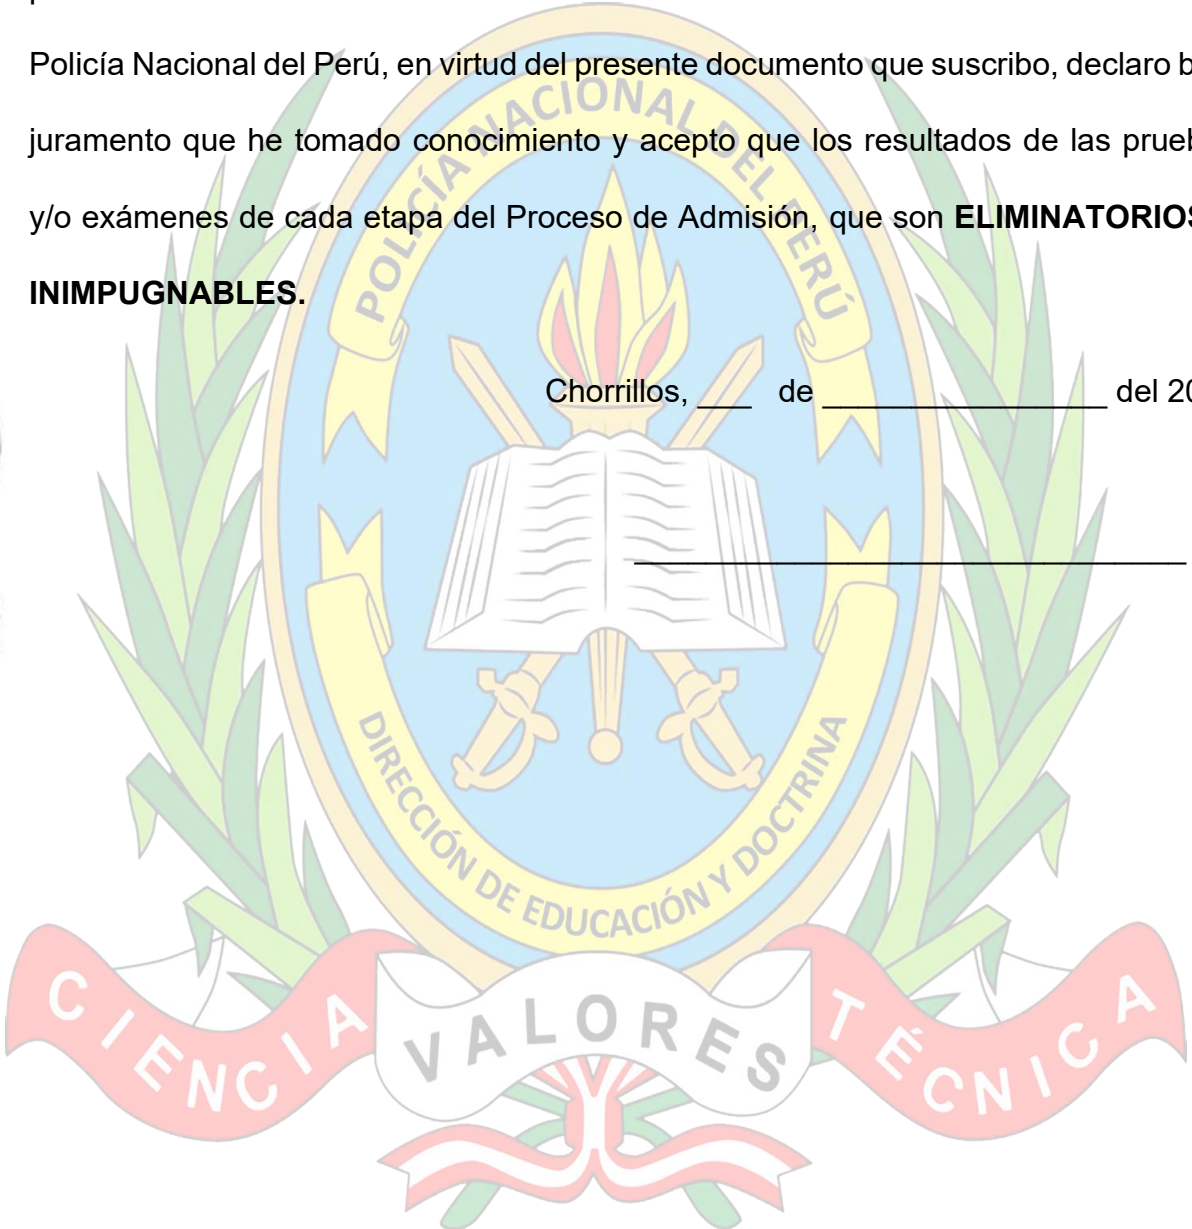 Policía Nacional del Perú, en virtud del presente documento que suscribo, declaro b
juramento que he tomado conocimiento y acepto que los resultados de las prueb
y/o exámenes de cada etapa del Proceso de Admisión, que son ELIMINATORIOS
INIMPUGNABLES.
Chorrillos, ___ de ________________ del 20
_______________________________
POLICÍA NACIONAL DEL PERÚ
DIRECCIÓN DE EDUCACIÓN Y DOCTRINA
CIENCIA VALORES TÉCNICA